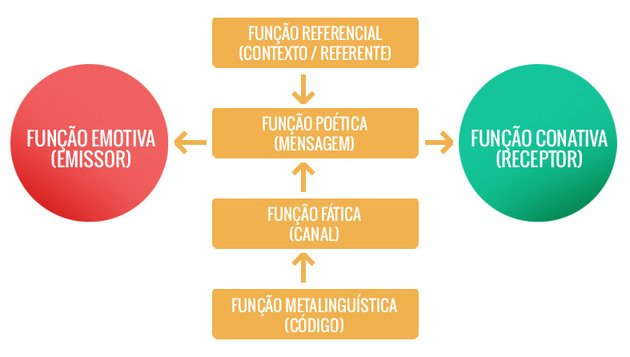 FUNÇÃO REFERENCIAL
(CONTEXTO / REFERENTE)
FUNÇÃO EMOTIVA
(EMISSOR)
FUNÇÃO POÉTICA
(MENSAGEM)
FUNÇÃO CONATIVA
(RECEPTOR)
FUNÇÃO FÁTICA
(CANAL)
FUNÇÃO METALINGUÍSTICA
(CÓDIGO)